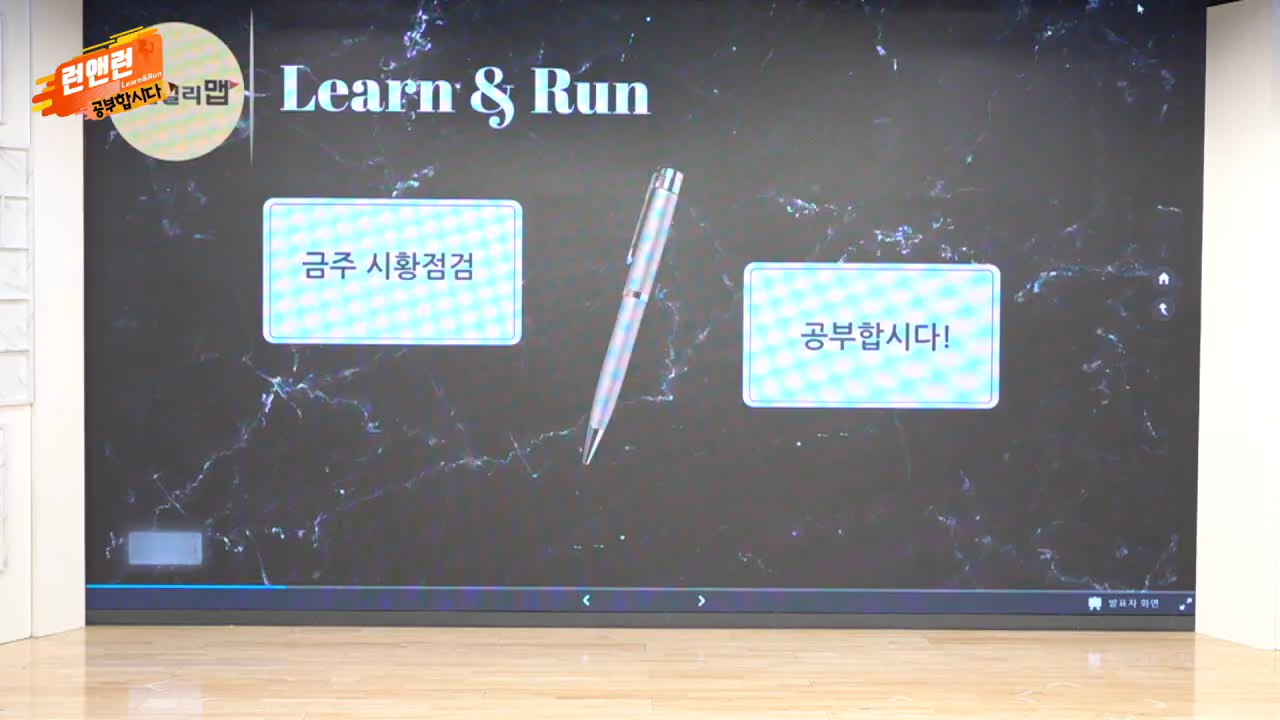 런앤런
Learn&Run
공부합시다
맵
Learn & Run
금주 시황점검
공부합시다!
발표자 화면